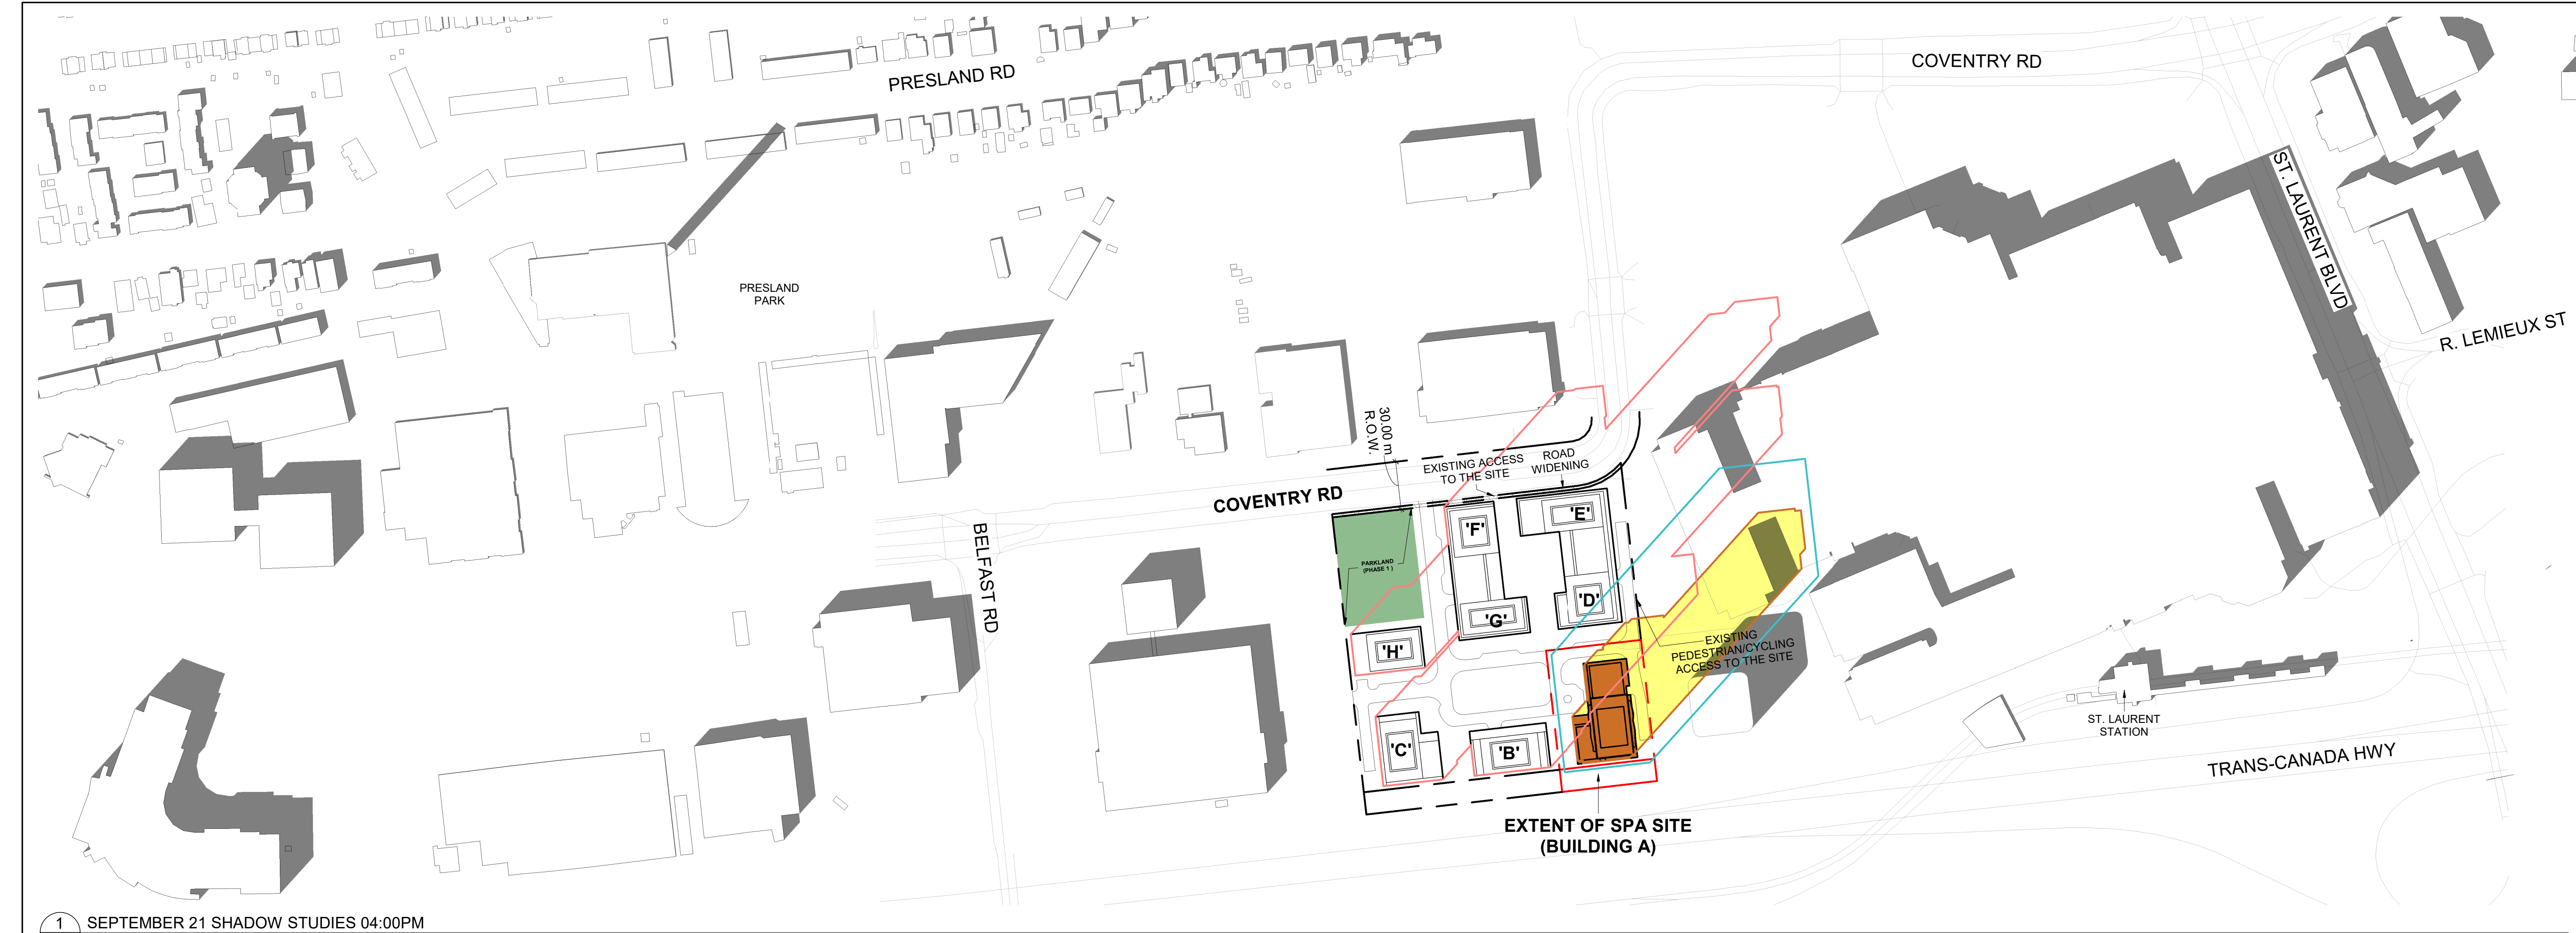 PRESLAND RD
COVENTRY RD
ST. LAURENT BLVD
R. LEMIEUX ST
PRESLAND
PARK
30.00 m
R.O.W.
EXISTING ACCESS
TO THE SITE
ROAD
WIDENING
COVENTRY RD
BELFAST RD
'F'
'E'
PARKLAND
(PHASE 1 )
'D'
'G'
'H'
EXISTING
PEDESTRIAN/CYCLING
ACCESS TO THE SITE
'C'
'B'
ST. LAURENT
STATION
TRANS-CANADA HWY
EXTENT OF SPA SITE
(BUILDING A)
1
SEPTEMBER 21 SHADOW STUDIES 04:00PM